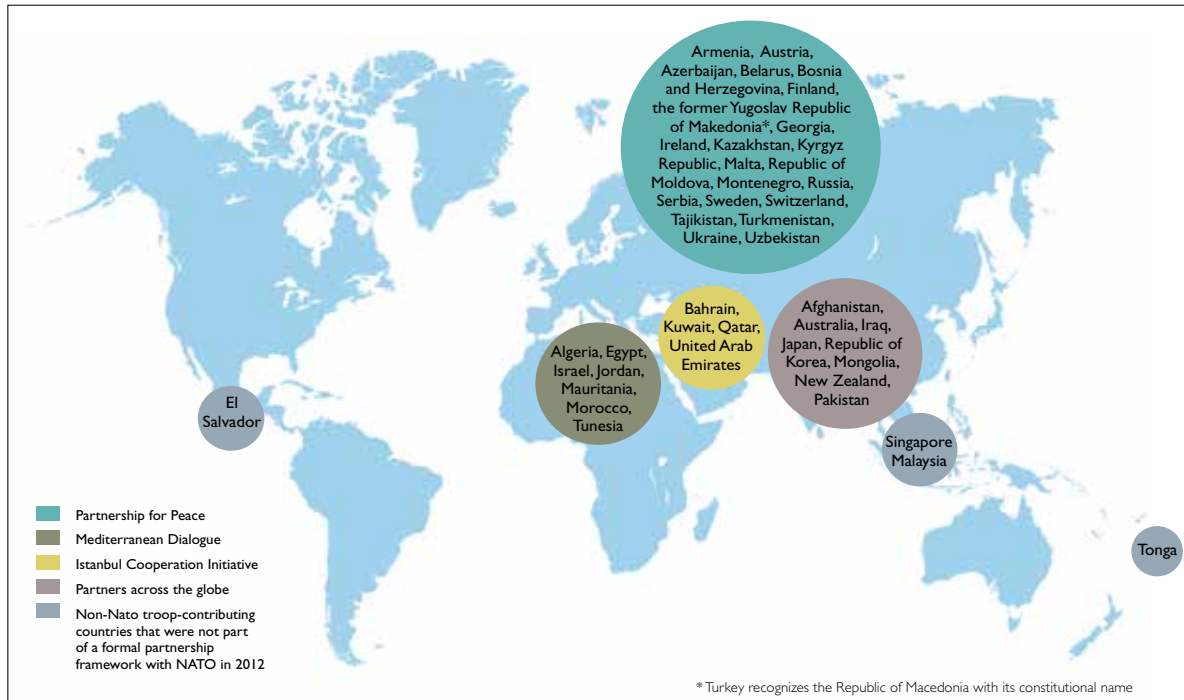 Armenia, Austria,
Azerbaijan, Belarus, Bosnia
and Herzegovina, Finland,
the former Yugoslav Republic
of Makedonia*, Georgia,
Ireland, Kazakhstan, Kyrgyz
Republic, Malta, Republic of
Moldova, Montenegro, Russia,
Serbia, Sweden, Switzerland,
Tajikistan, Turkmenistan,
Ukraine, Uzbekistan
Bahrain,
Kuwait, Qatar,
United Arab
Emirates
Afghanistan,
Australia, Iraq,
Japan, Republic of
Korea, Mongolia,
New Zealand,
Pakistan
Algeria, Egypt,
Israel, Jordan,
Mauritania,
Morocco,
Tunesia
El
Salvador
Singapore
Malaysia
Tonga
Partnership for Peace
Mediterranean Dialogue
Istanbul Cooperation Initiative
Partners across the globe
Non-Nato troop-contributing
countries that were not part
of a formal partnership
framework with NATO in 2012
* Turkey recognizes the Republic of Macedonia with its constitutional name